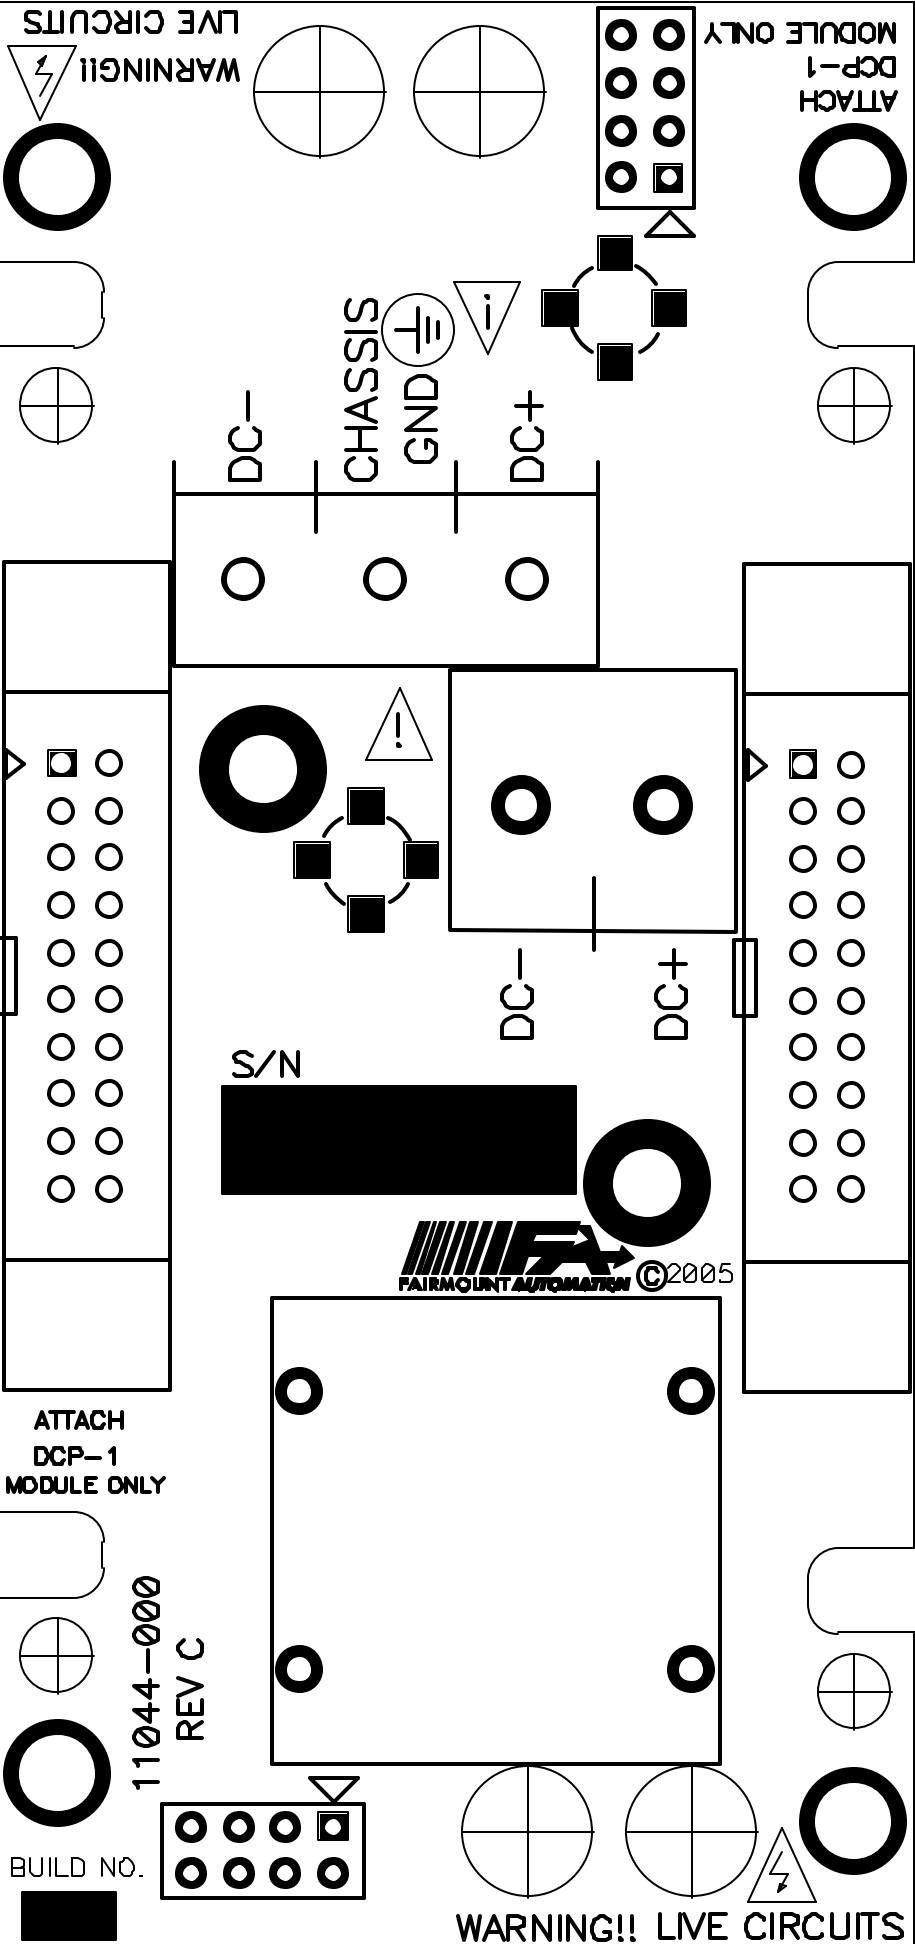 WARNING!!
LIVE CIRCUITS
ATTACH
DCP-1
MODULE ONLY
DC-
CHASSIS
GND
DC+
i
!
DC-
DC+
S/N
FAIRMOUNT AUTOMATION
FA
©2005
ATTACH
DCP-1
MODULE ONLY
11044-000
REV C
BUILD NO.
WARNING!! LIVE CIRCUITS